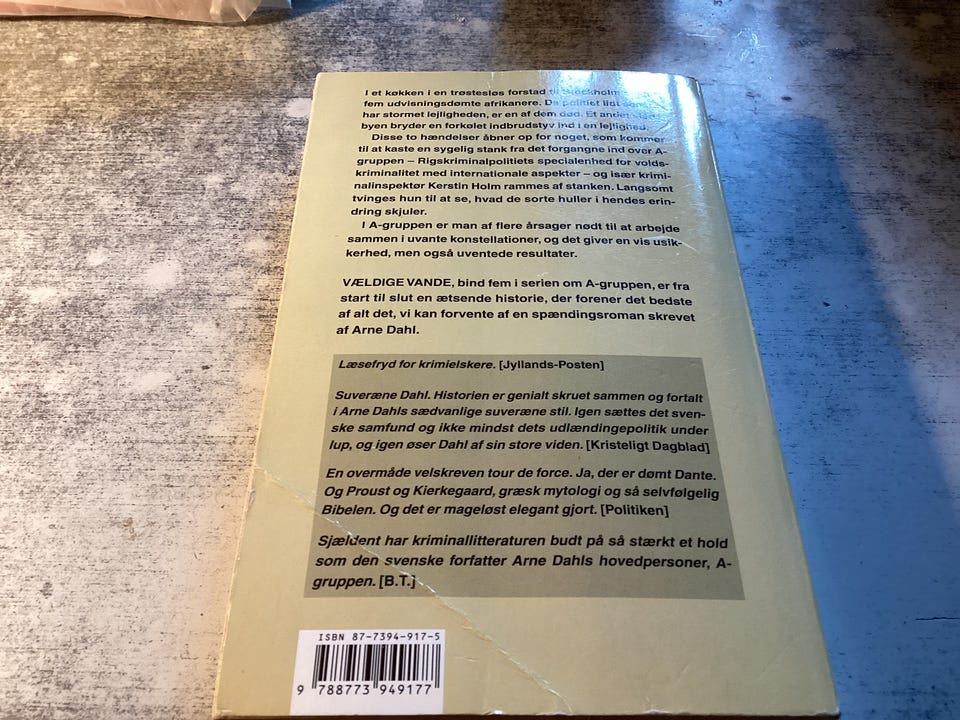 I et køkken i en trøstesløs forstad til Stockholm
fem udvisningsdømte afrikanere. Da politiet lidt
har stormet lejligheden, er en af dem død. Et andet sted
byen bryder en forkølet indbrudstyv ind i en lejlighed.
Disse to hændelser åbner op for noget, som kommer
til at kaste en sygelig stank fra det forgangne ind over A-
gruppen – Rigskriminalpolitiets specialenhed for volds-
kriminalitet med internationale aspekter – og især krimi-
nalinspektør Kerstin Holm rammes af stanken. Langsomt
tvinges hun til at se, hvad de sorte huller i hendes erin-
dring skjuler.
I A-gruppen er man af flere årsager nødt til at arbejde
sammen i uvante konstellationer, og det giver en vis usik-
kerhed, men også uventede resultater.
VÆLDIGE VANDE, bind fem i serien om A-gruppen, er fra
start til slut en ætsende historie, der forener det bedste
af alt det, vi kan forvente af en spændingsroman skrevet
af Arne Dahl.
Læsefryd for krimielskere. [Jyllands-Posten]
Suveræne Dahl. Historien er genialt skruet sammen og fortalt
i Arne Dahls sædvanlige suveræne stil. Igen sættes det sven-
ske samfund og ikke mindst dets udlændingepolitik under
lup, og igen øser Dahl af sin store viden. [Kristeligt Dagblad]
En overmåde velskreven tour de force. Ja, der er dømt Dante.
Og Proust og Kierkegaard, græsk mytologi og så selvfølgelig
Bibelen. Og det er mageløst elegant gjort. [Politiken]
Sjældent har kriminallitteraturen budt på så stærkt et hold
som den svenske forfatter Arne Dahls hovedpersoner, A-
gruppen. [B.T.]
ISBN 87-7394-917-5
9 788773 949177